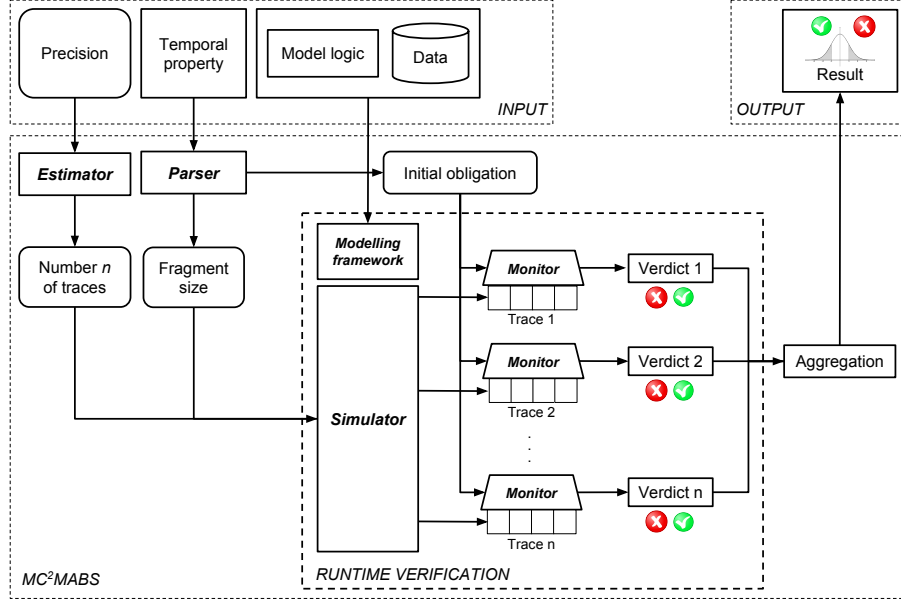 Precision
Temporal
property
Model logic
Data
INPUT
Result
OUTPUT
Estimator
Parser
Initial obligation
Number n
of traces
Fragment
size
Modelling
framework
Simulator
Monitor
Trace 1
Verdict 1
Monitor
Trace 2
Verdict 2
Aggregation
.
.
.
Monitor
Trace n
Verdict n
RUNTIME VERIFICATION
MC²MABS